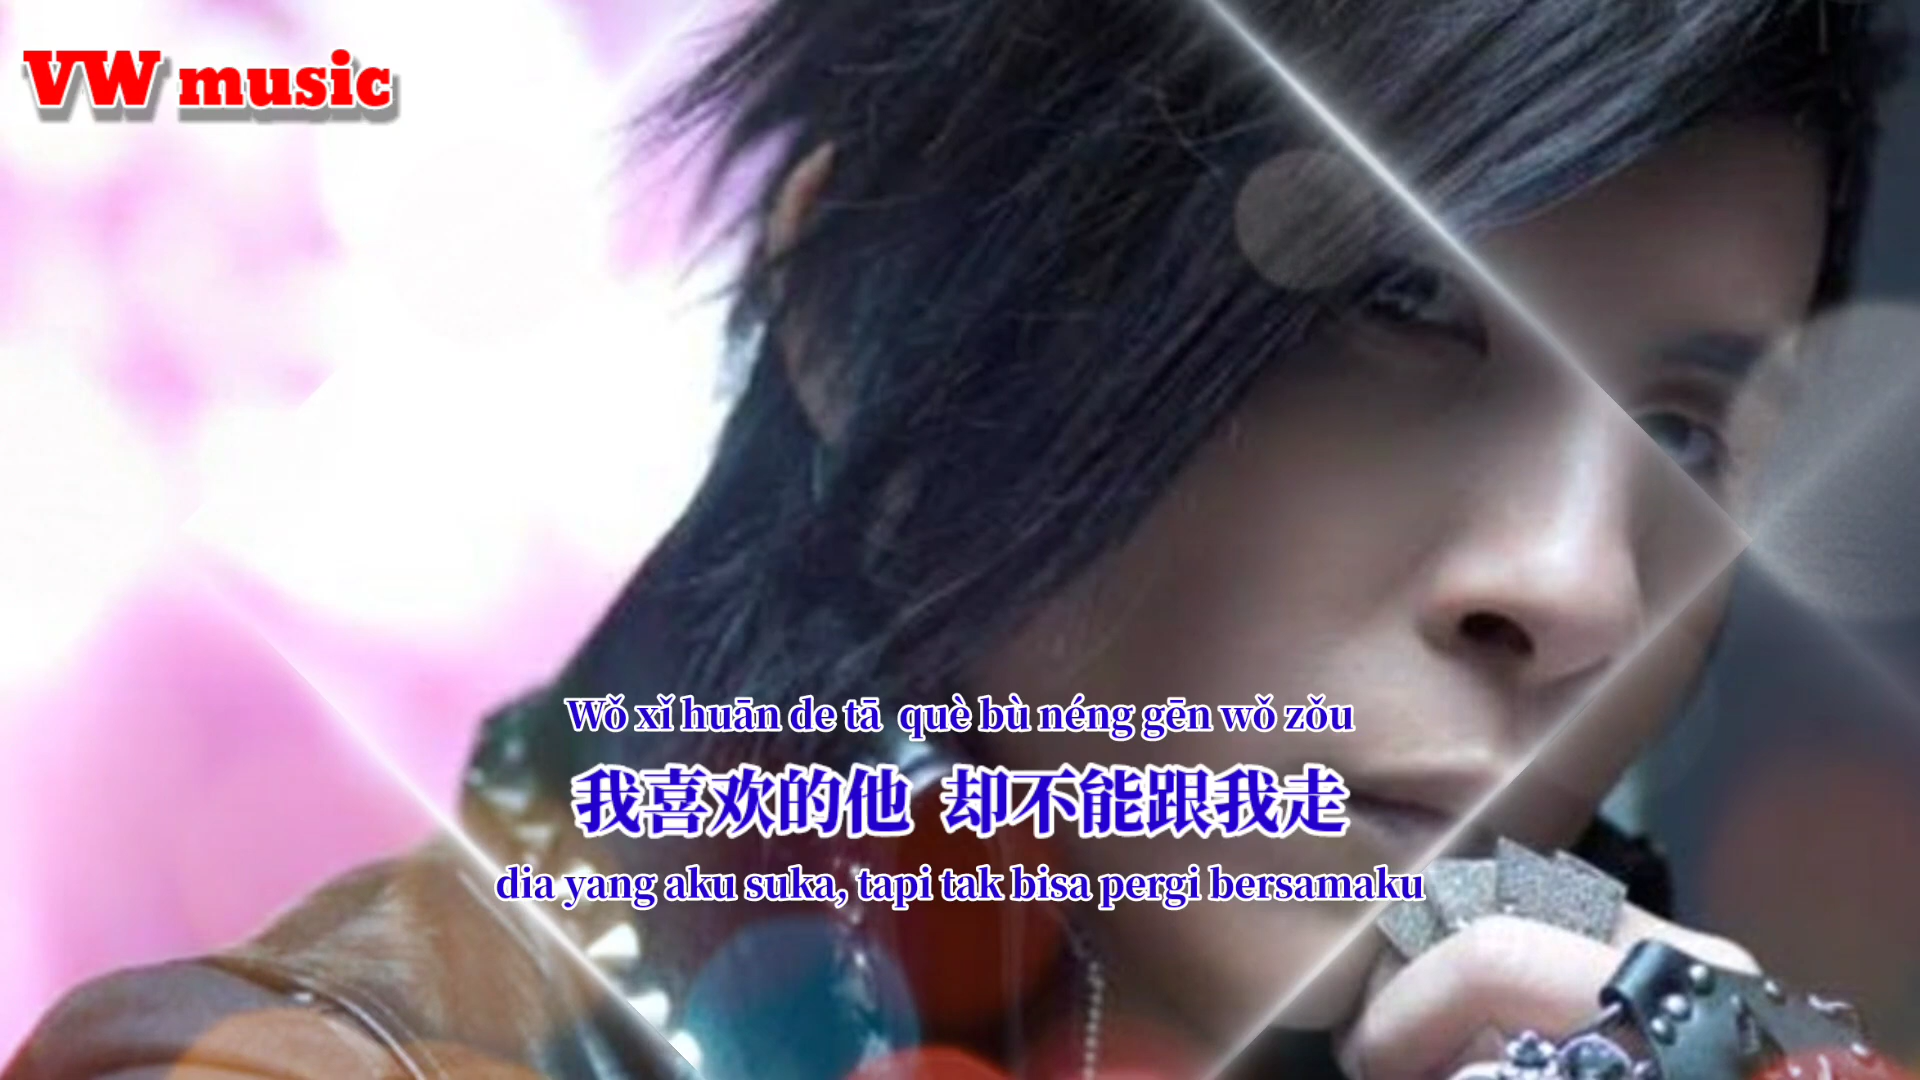 VW music
Wǒ xǐ huān de tā què bù néng gēn wǒ zǒu
我喜欢的他 却不能跟我走
dia yang aku suka, tapi tak bisa pergi bersamaku